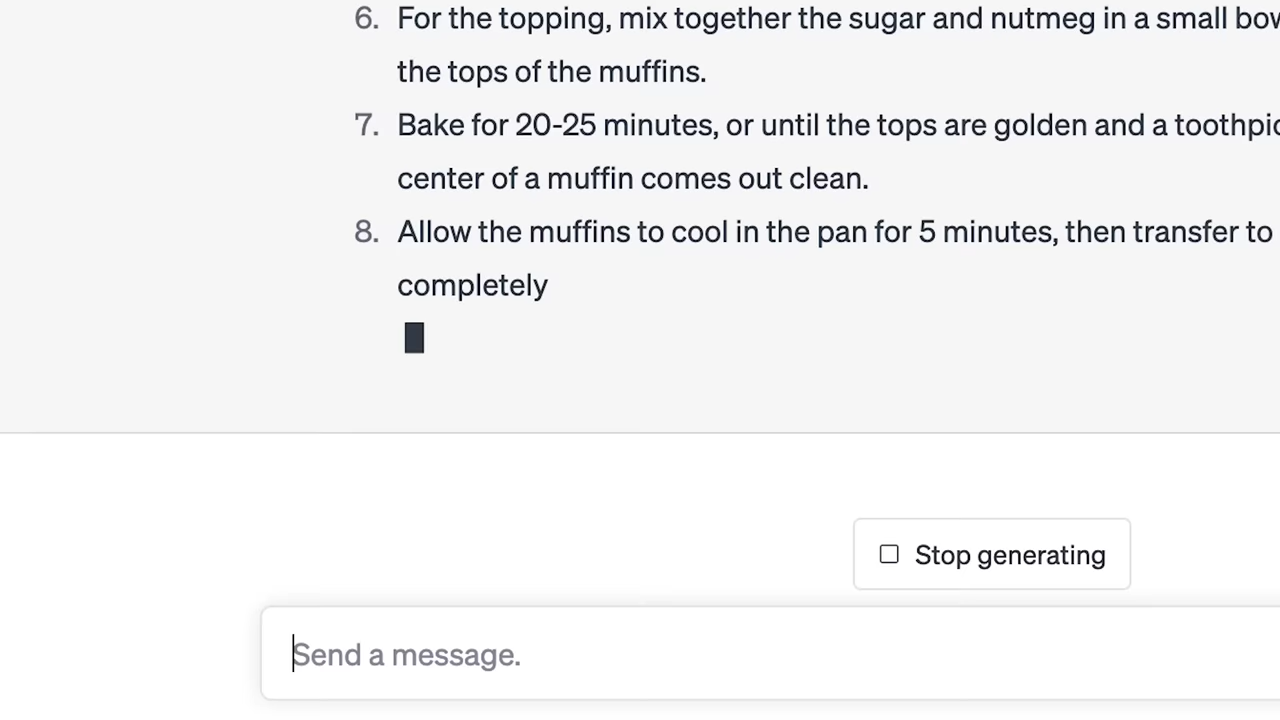 6. For the topping, mix together the sugar and nutmeg in a small
the tops of the muffins.
7. Bake for 20-25 minutes, or until the tops are golden and a
center of a muffin comes out clean.
8. Allow the muffins to cool in the pan for 5 minutes, then transfer to
completely
Stop generating
Send a message.